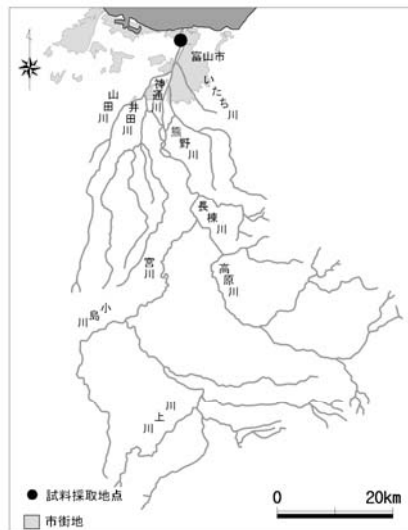 富山市
いたち川
神通川
山田川
井田川
熊野川
長棟川
宮川
高原川
小島川
川上川
● 試料採取地点
市街地
0 20km